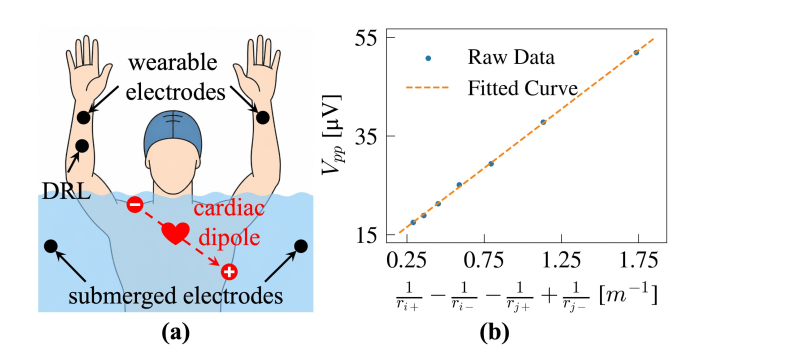 wearable
electrodes
DRL
−
cardiac
dipole
+
submerged electrodes
(a)
55
35
15
V_pp [μV]
Raw Data
Fitted Curve
0.25 0.75 1.25 1.75
1/r_{i+} − 1/r_{i−} − 1/r_{j+} + 1/r_{j−} [m^{−1}]
(b)